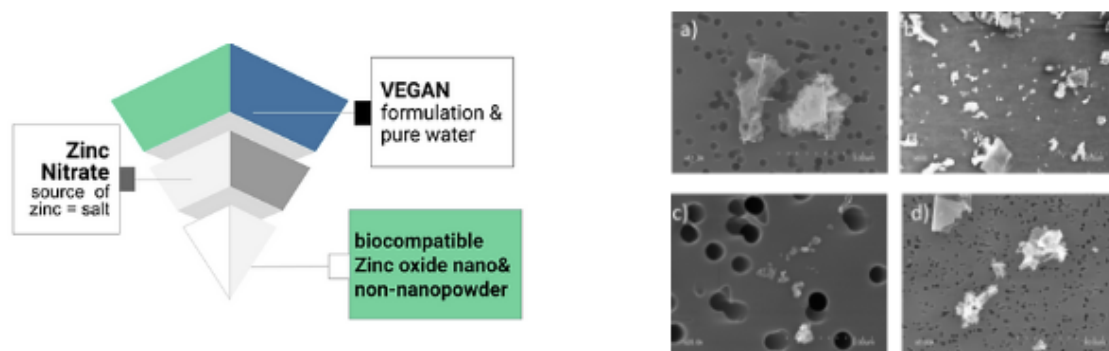 VEGAN
formulation &
pure water
Zinc
Nitrate
source of
zinc = salt
biocompatible
Zinc oxide nano&
non-nanopowder
a)
b)
c)
d)